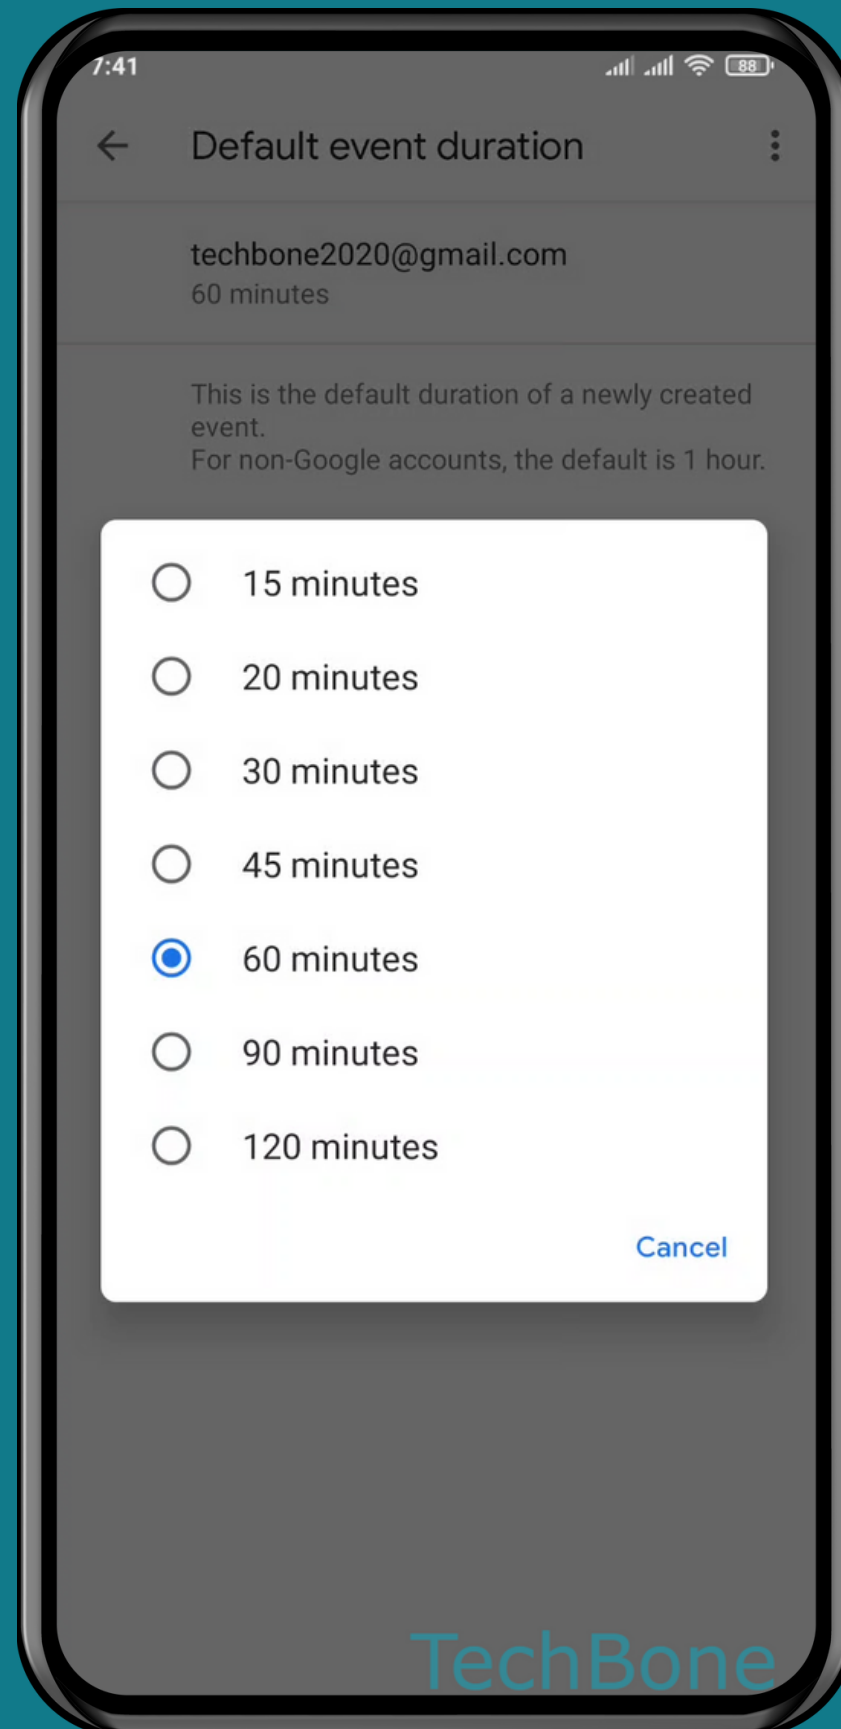 7:41
88
Default event duration
techbone2020@gmail.com
60 minutes
This is the default duration of a newly created
event.
For non-Google accounts, the default is 1 hour.
15 minutes
20 minutes
30 minutes
45 minutes
60 minutes
90 minutes
120 minutes
Cancel
TechBone